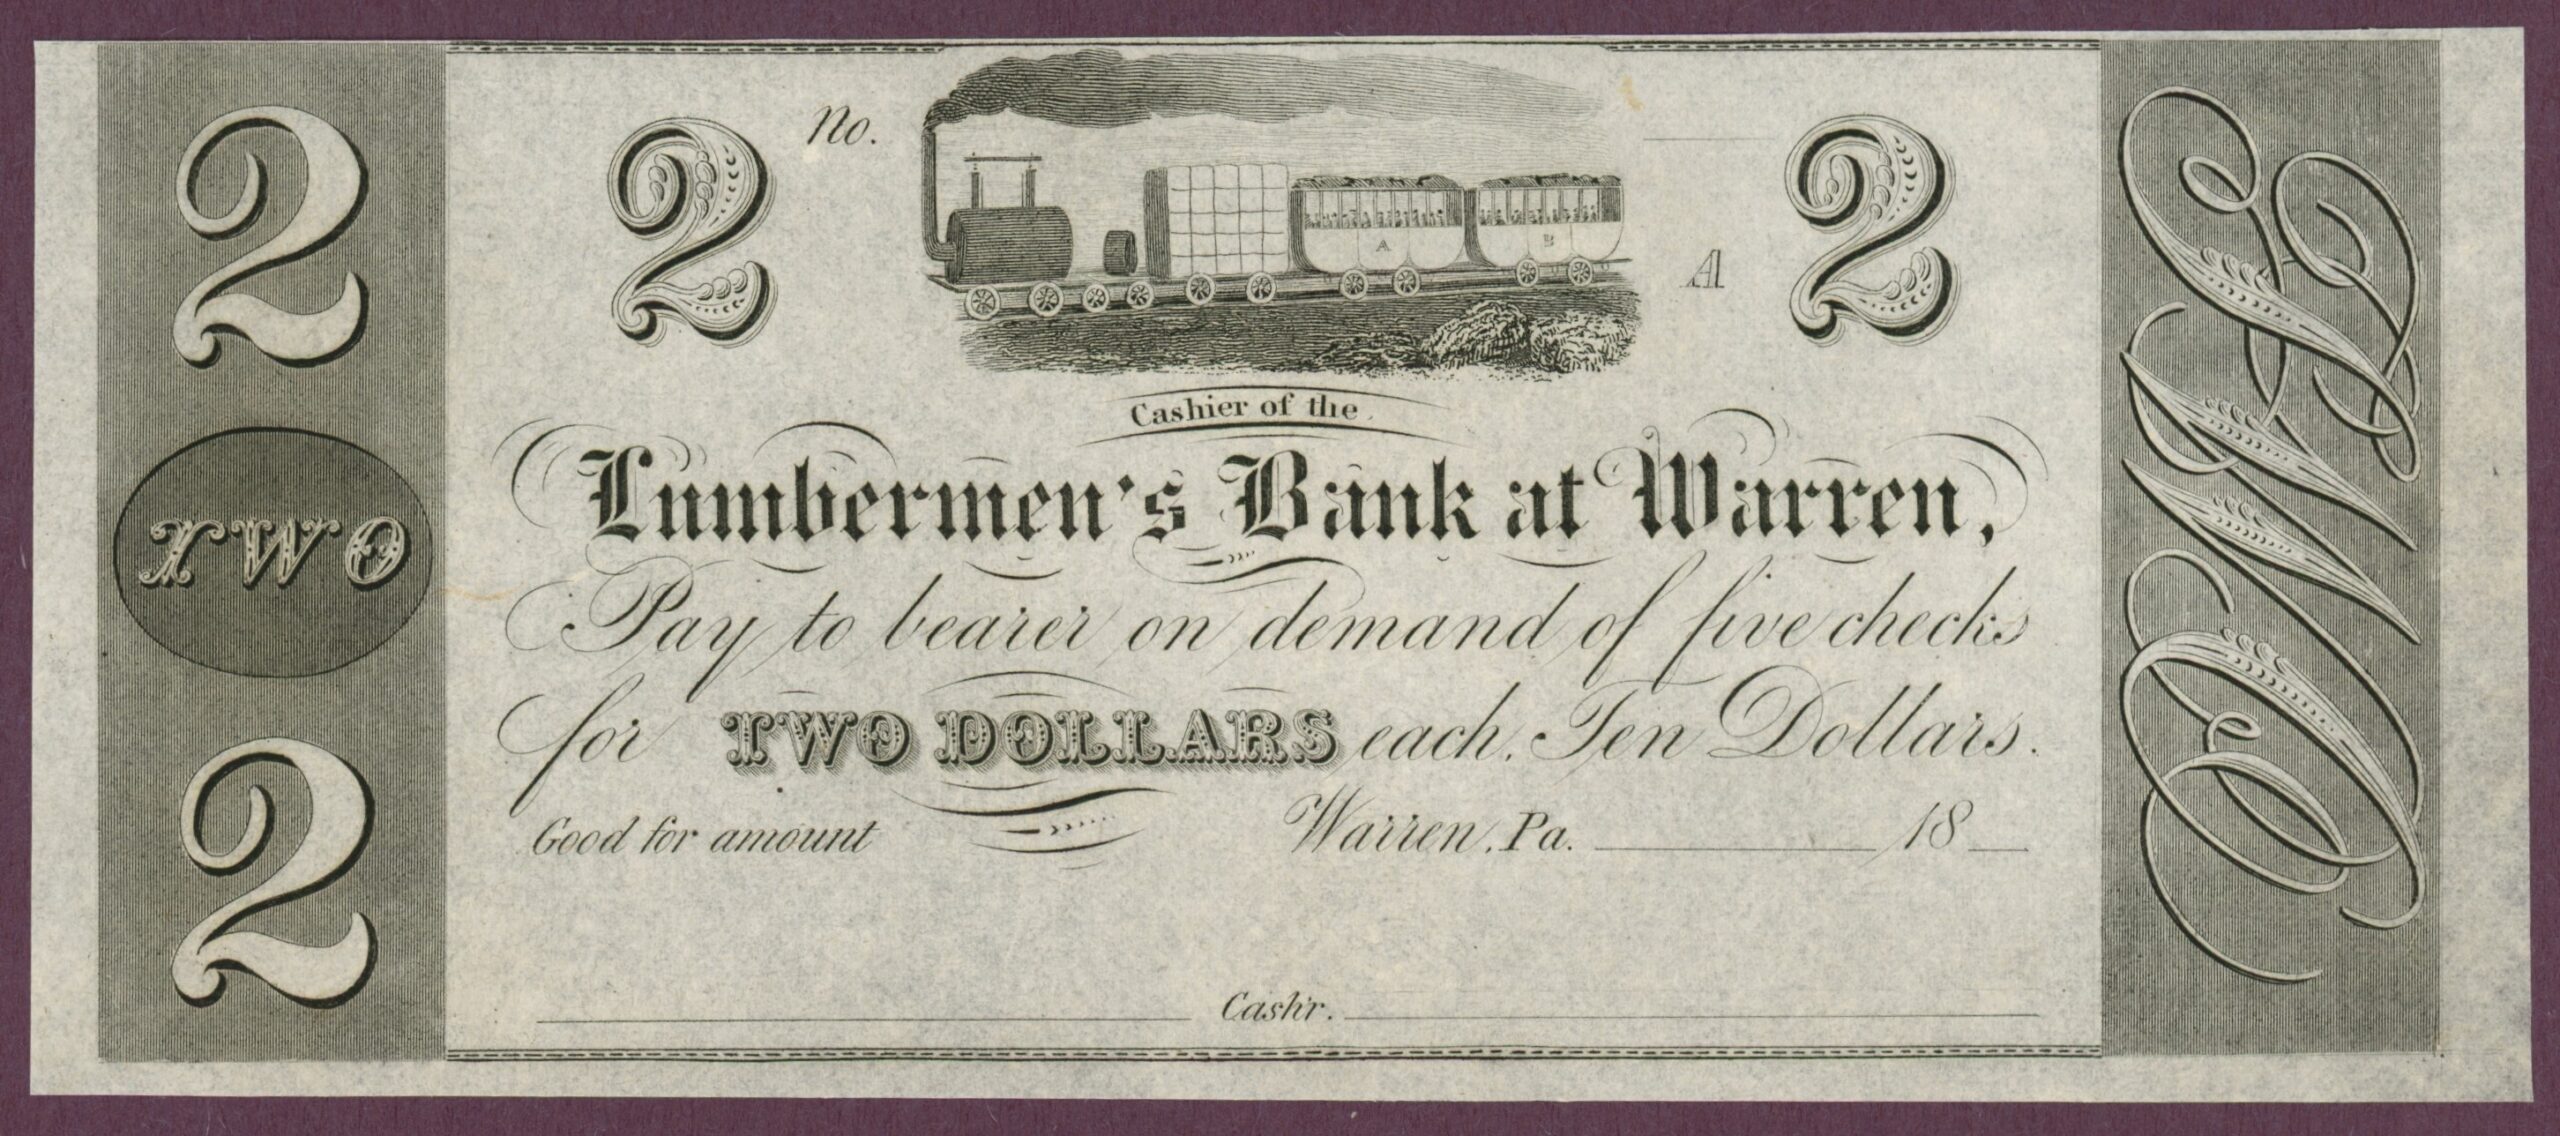 2
TWO
2
No.
2
A B
A
2
Cashier of the
Lumbermen's Bank at Warren,
Pay to bearer on demand of five checks
for TWO DOLLARS each, Ten Dollars.
Good for amount
Warren, Pa. 18
Cash'r.
TWO